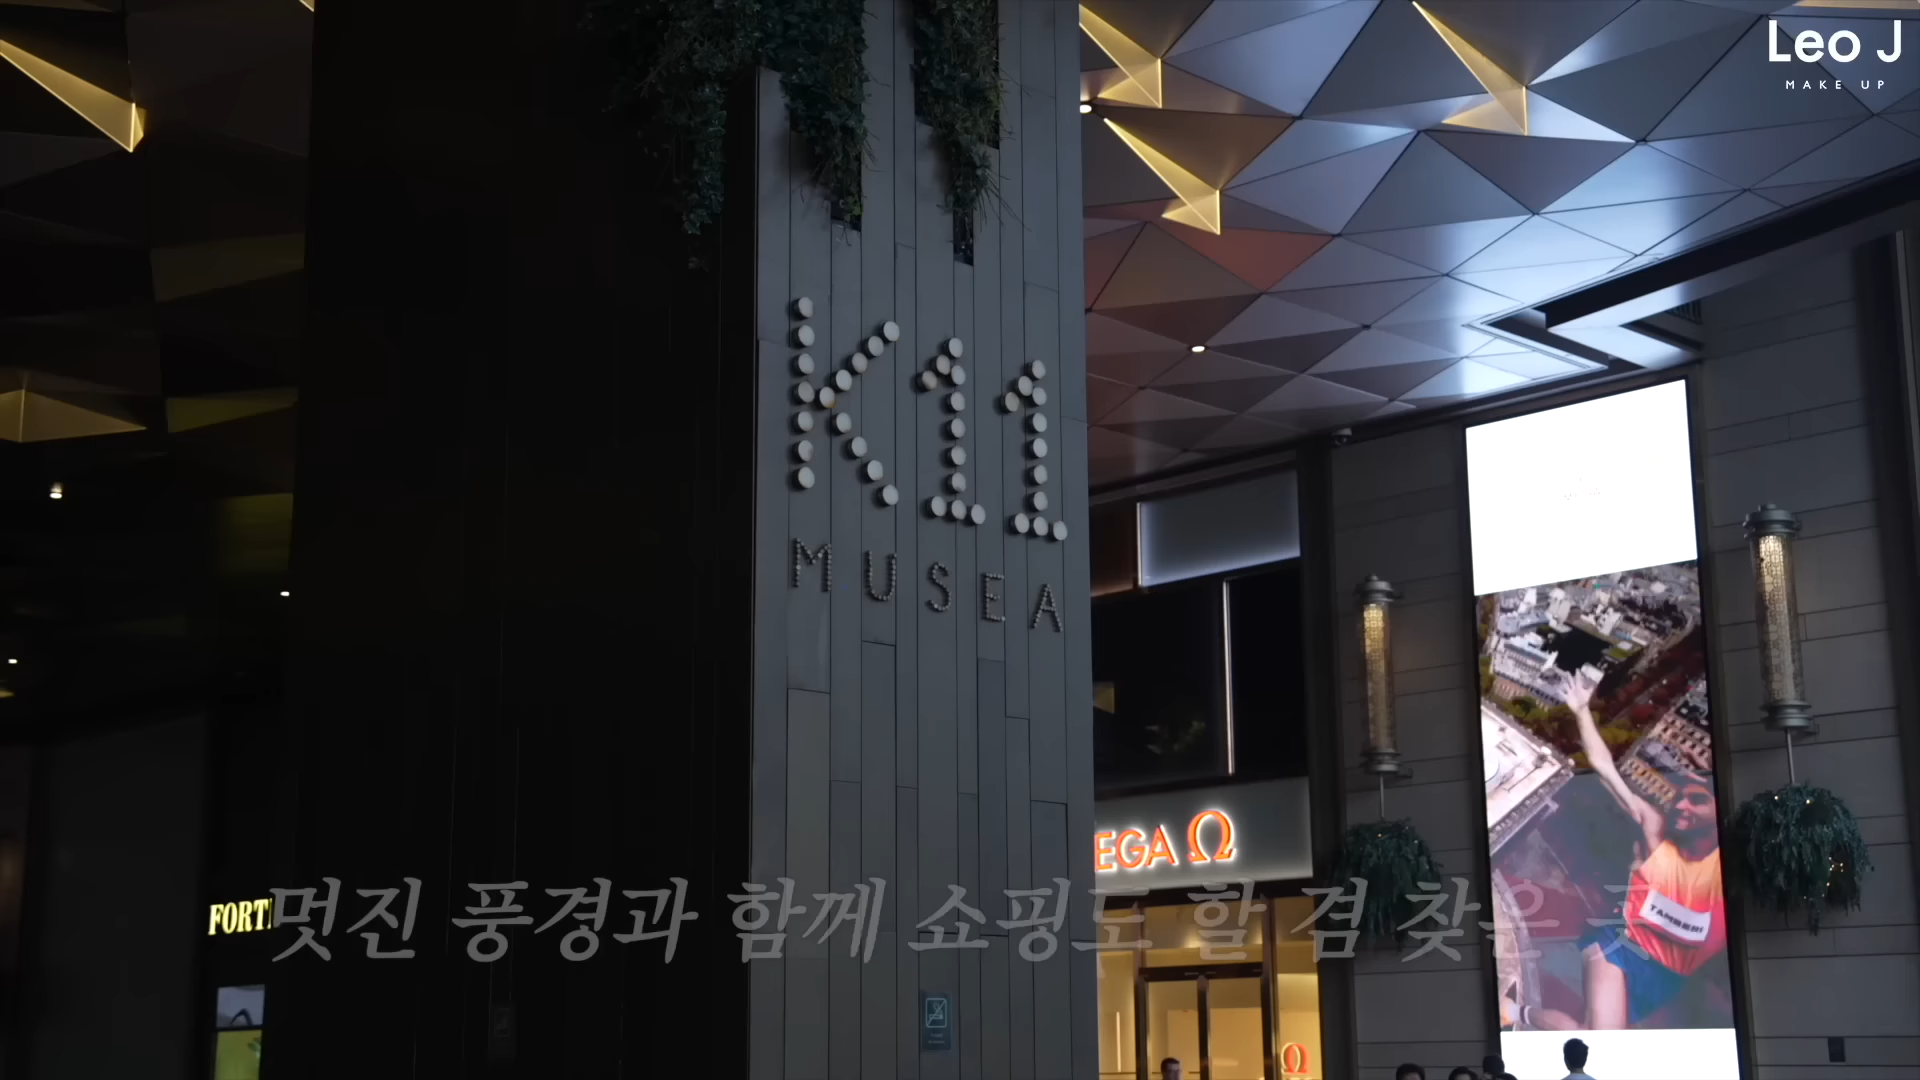 Leo J
MAKE UP
K11
MUSEA
EGA Ω
FORT
멋진 풍경과 함께 쇼핑도 할 겸 찾은 곳
TAMBERI